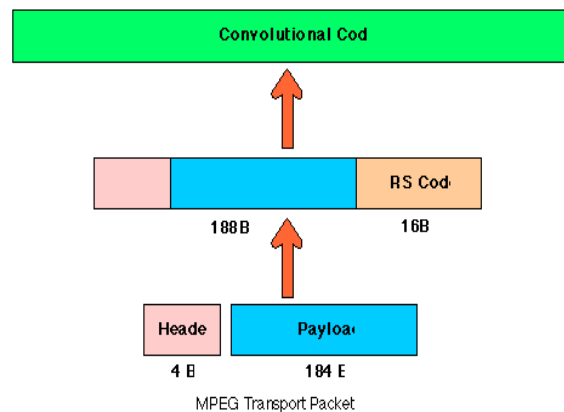 Convolutional Cod
RS Cod
188B 16B
Heade Payloa
4 B 184 E
MPEG Transport Packet